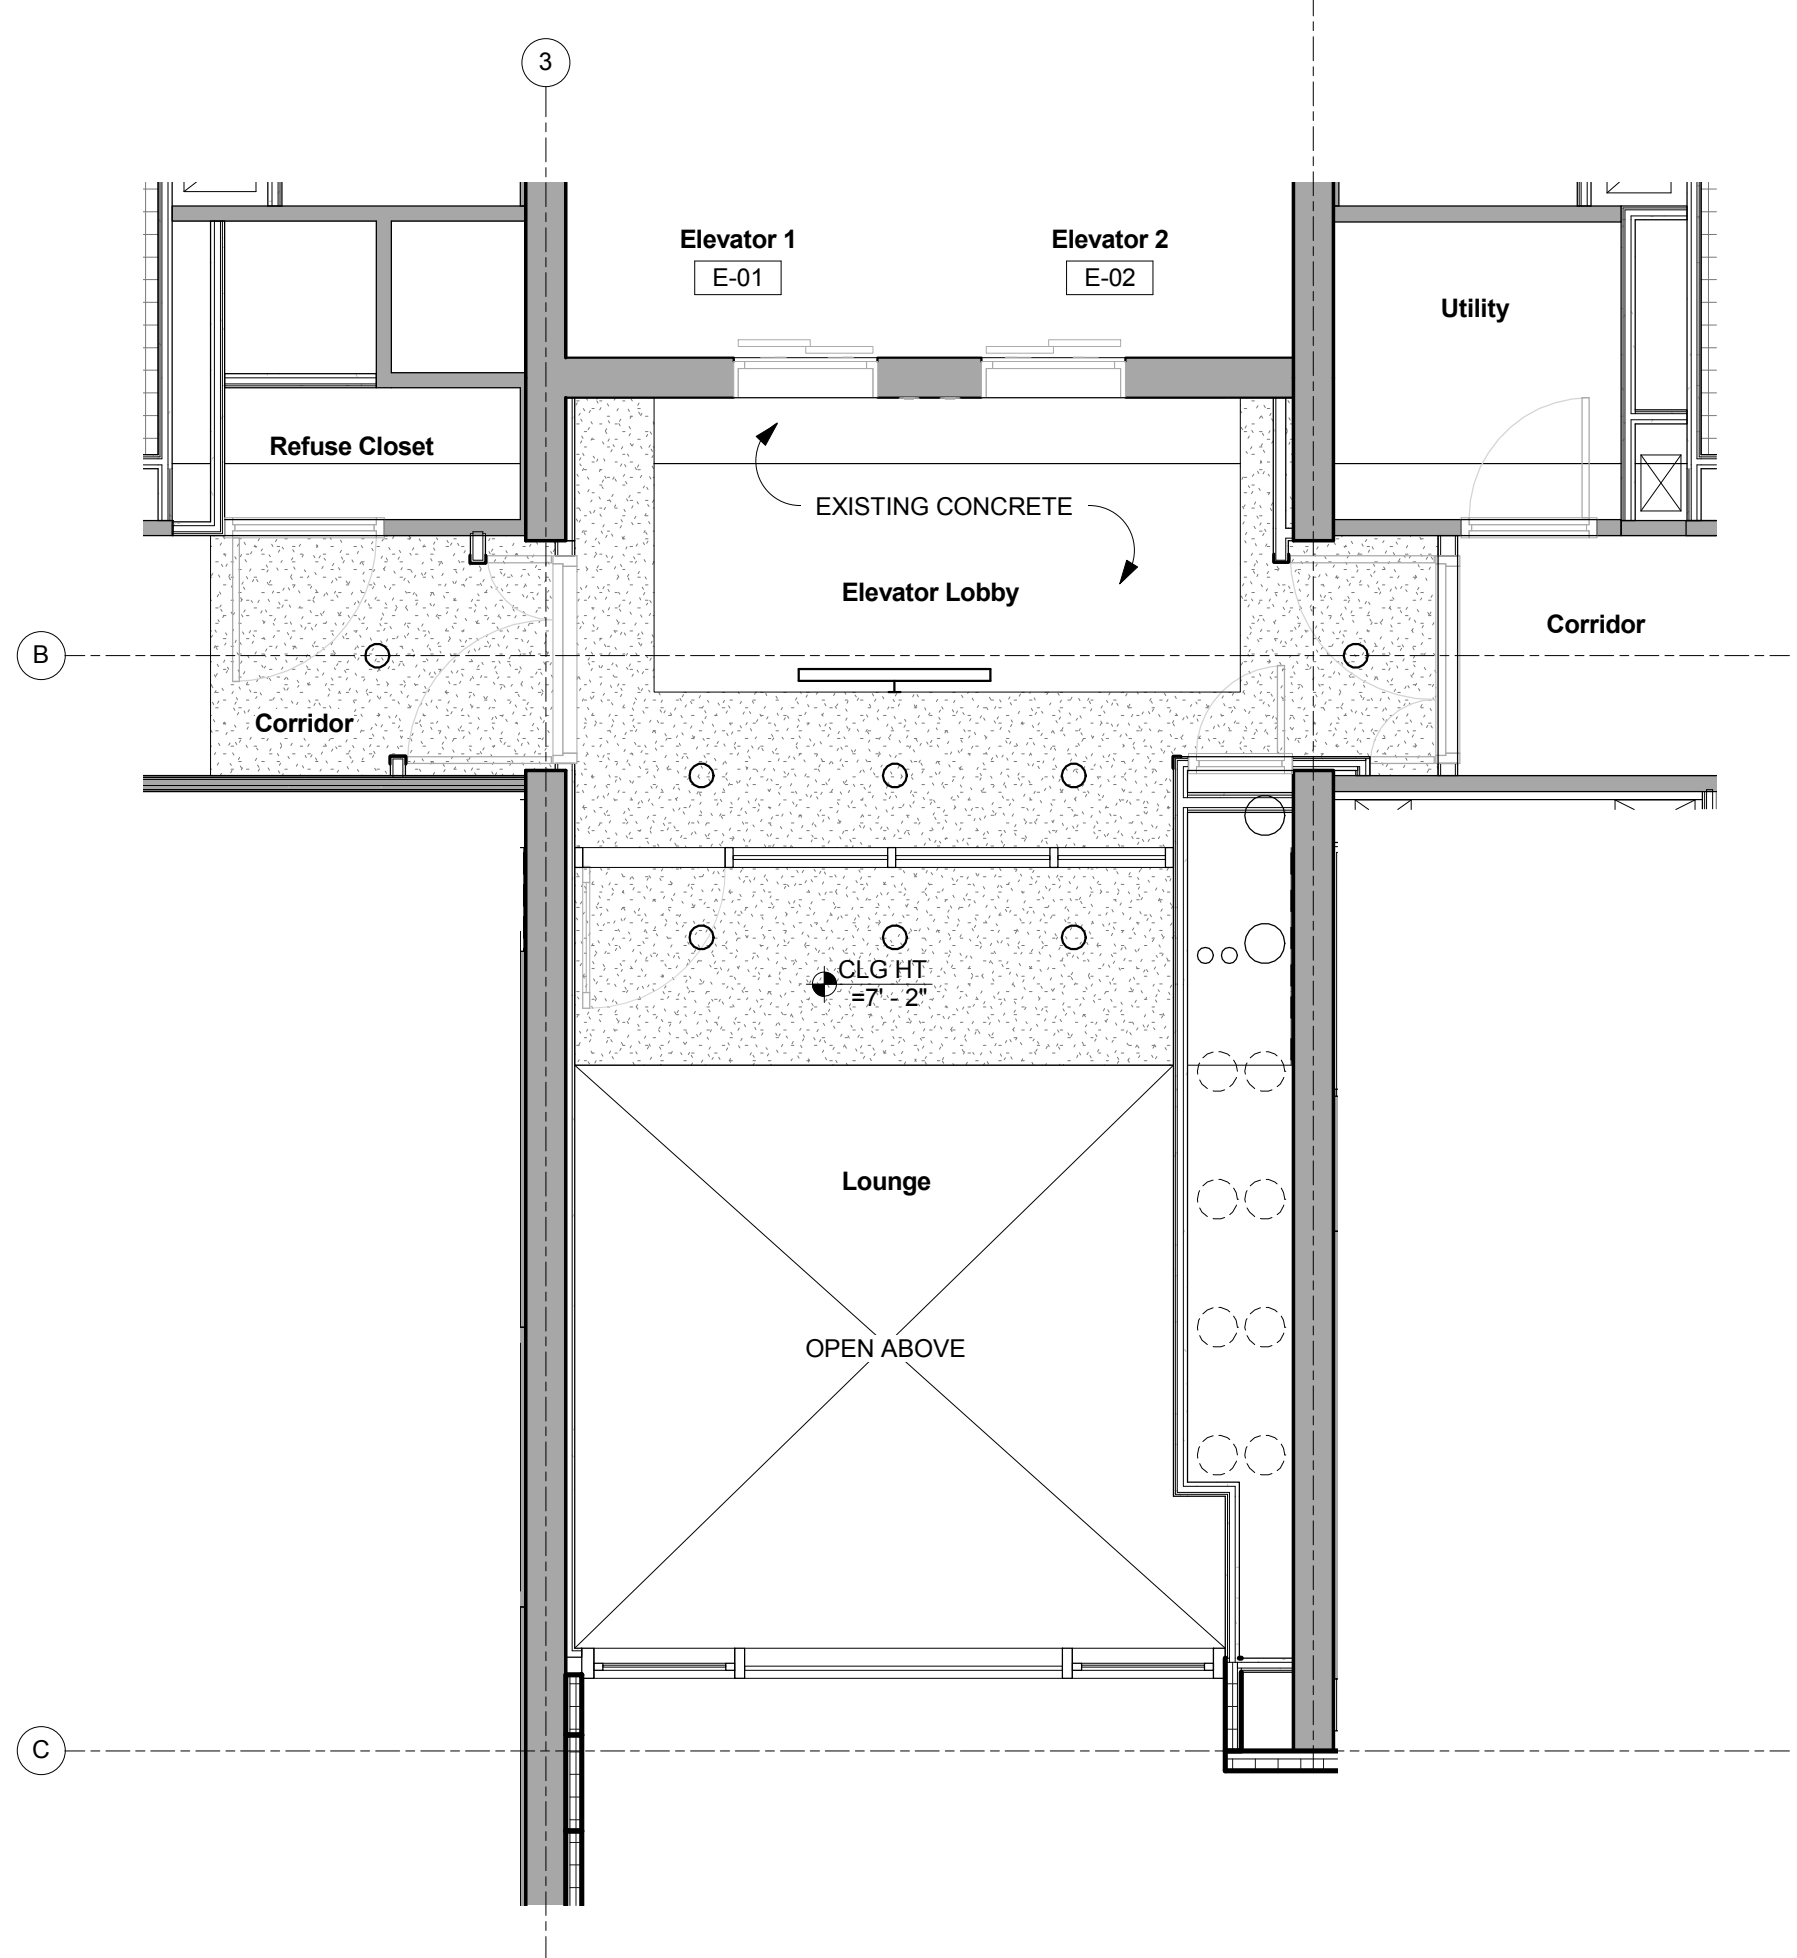 3
Elevator 1
Elevator 2
E-01
E-02
Utility
Refuse Closet
EXISTING CONCRETE
Elevator Lobby
Corridor
B
Corridor
CLG HT
=7' - 2"
Lounge
OPEN ABOVE
C